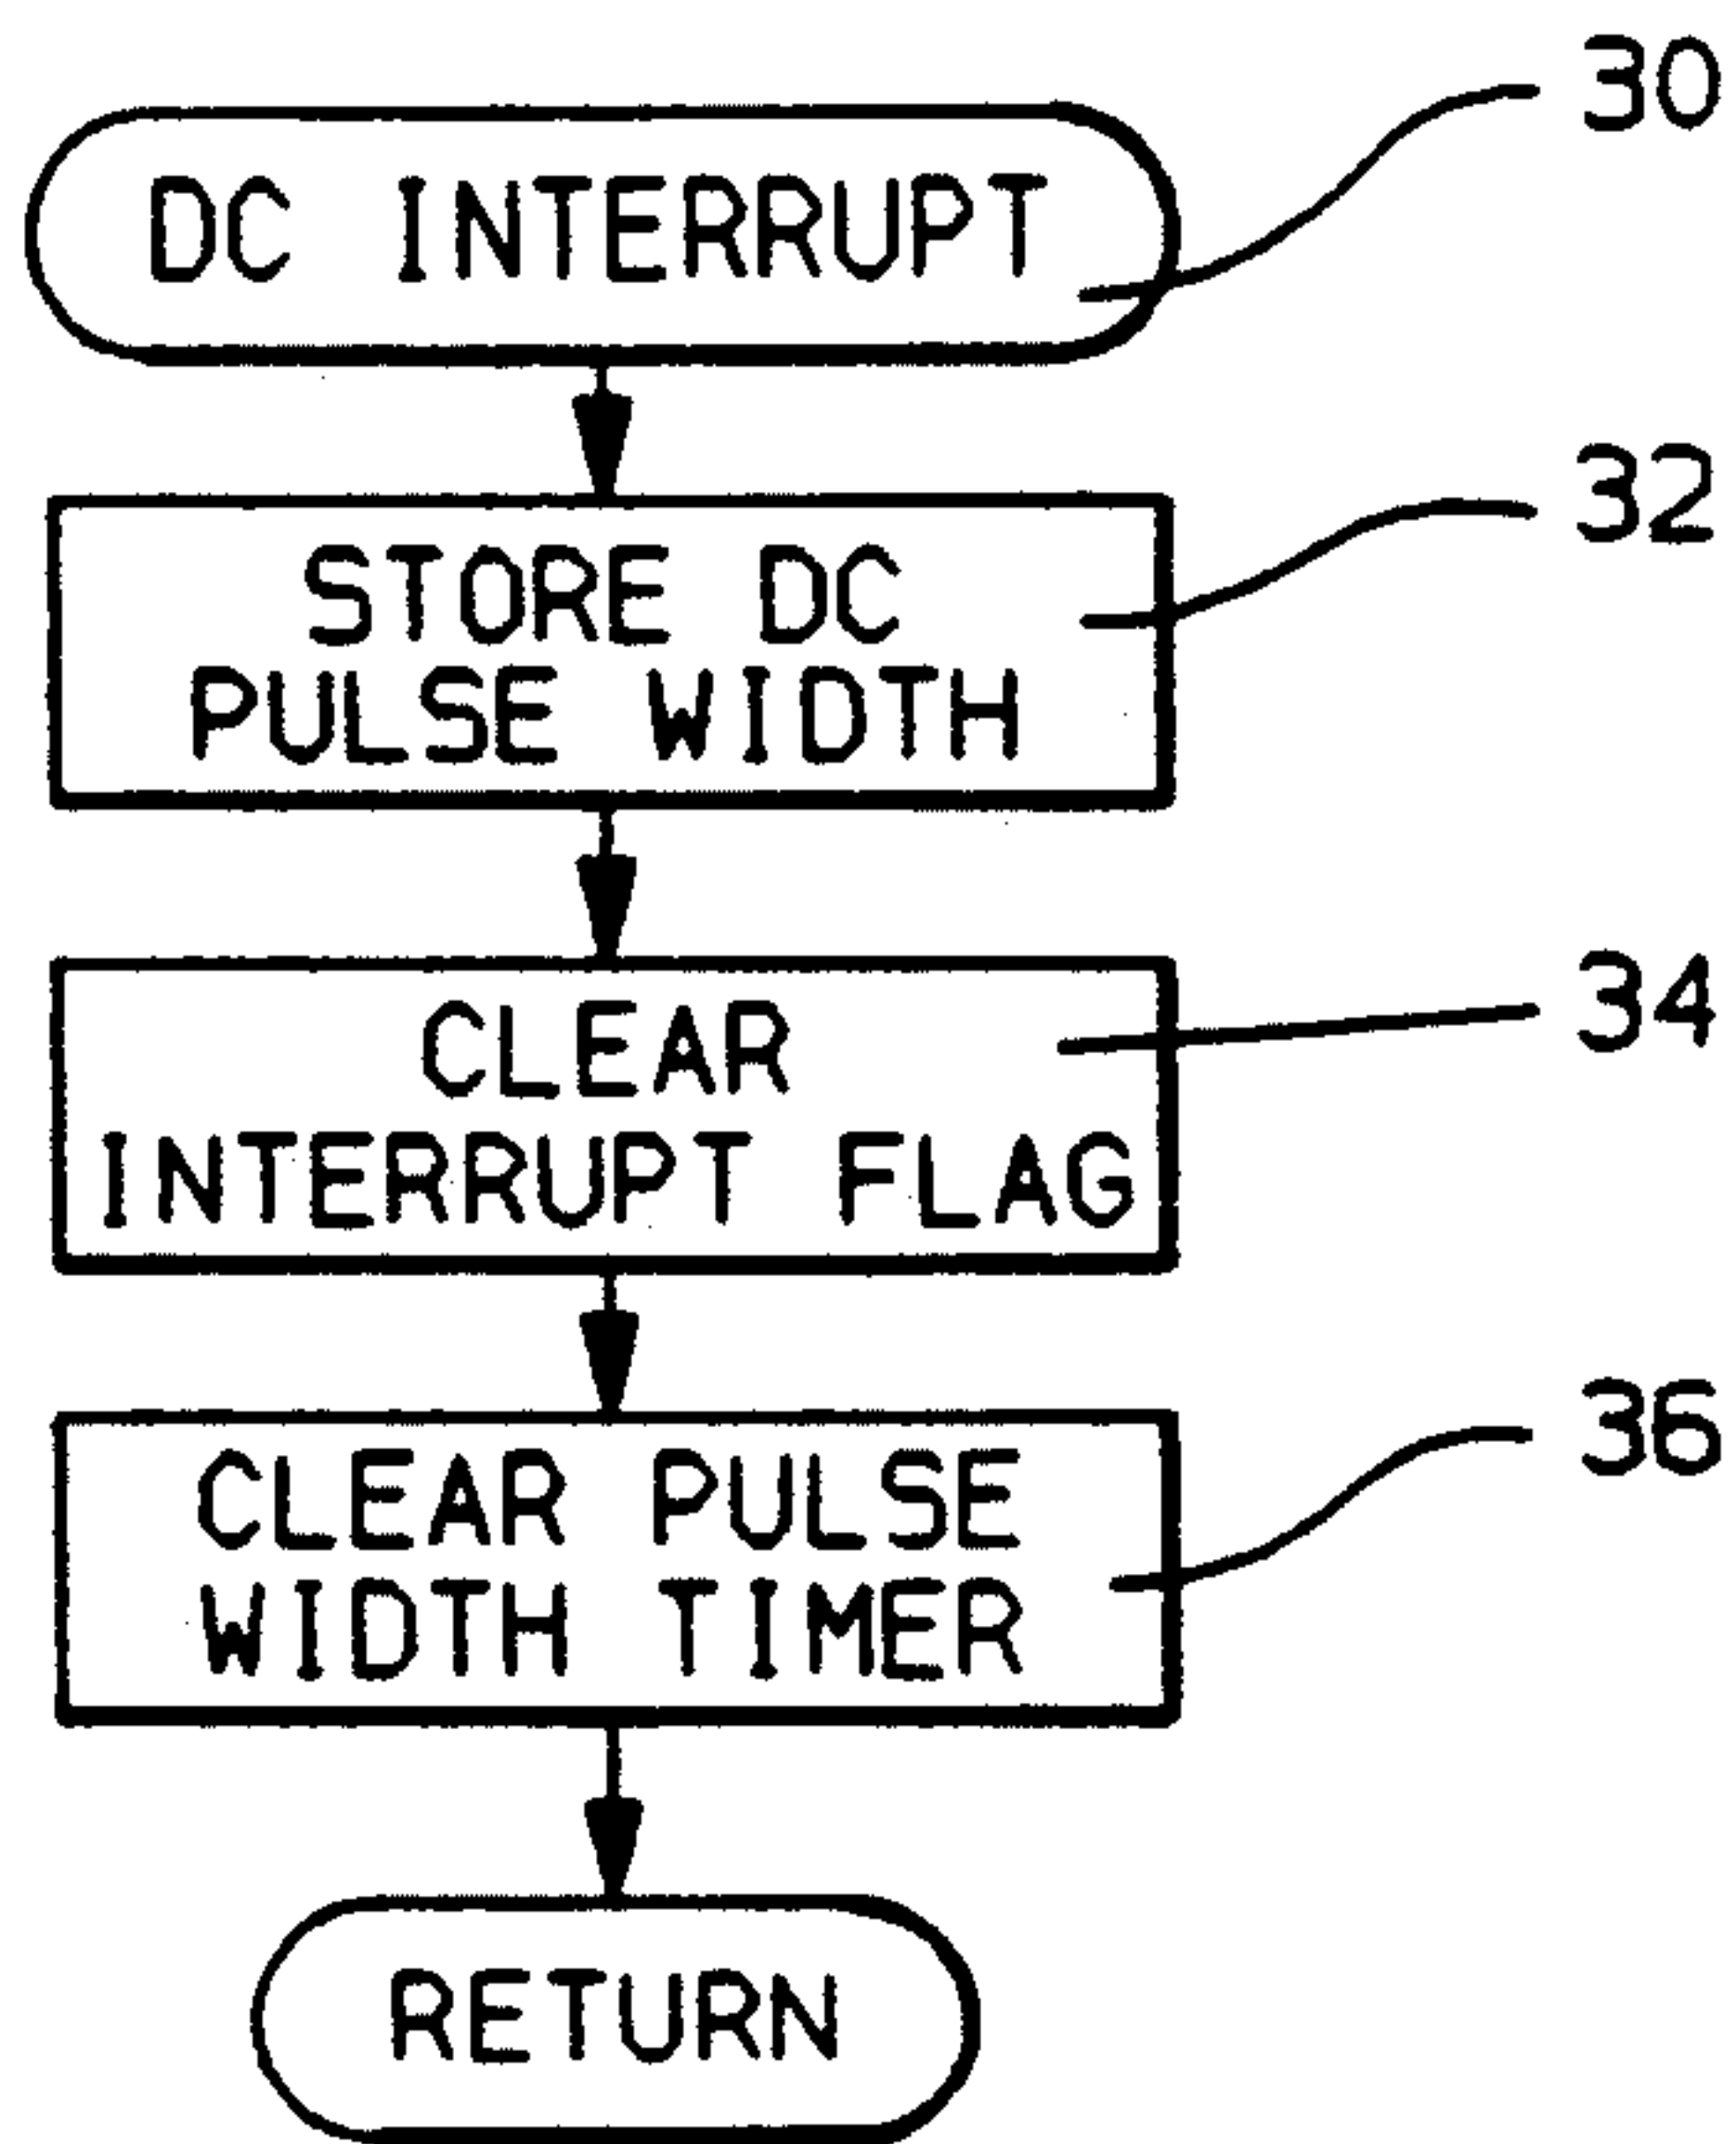 DC INTERRUPT
30
STORE DC
PULSE WIDTH
32
CLEAR
INTERRUPT FLAG
34
CLEAR PULSE
WIDTH TIMER
36
RETURN